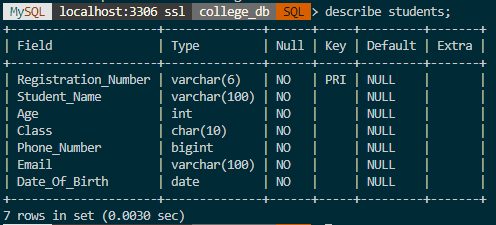 MySQL localhost:3306 ssl college_db SQL > describe students;
+---------------------+--------------+------+-----+---------+-------+
| Field               | Type         | Null | Key | Default | Extra |
+---------------------+--------------+------+-----+---------+-------+
| Registration_Number | varchar(6)   | NO   | PRI | NULL    |       |
| Student_Name        | varchar(100) | NO   |     | NULL    |       |
| Age                 | int          | NO   |     | NULL    |       |
| Class               | char(10)     | NO   |     | NULL    |       |
| Phone_Number        | bigint       | NO   |     | NULL    |       |
| Email               | varchar(100) | NO   |     | NULL    |       |
| Date_Of_Birth       | date         | NO   |     | NULL    |       |
+---------------------+--------------+------+-----+---------+-------+
7 rows in set (0.0030 sec)